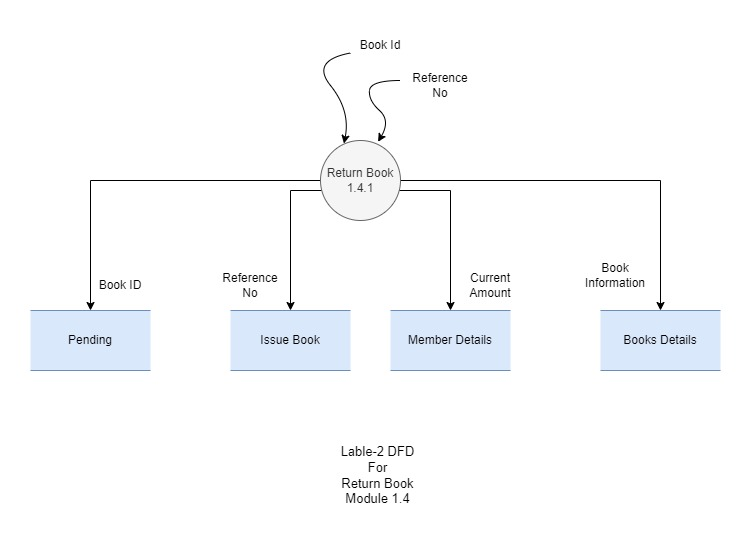 Book Id
Reference
No
Return Book
1.4.1
Book ID
Reference
No
Current
Amount
Book
Information
Pending
Issue Book
Member Details
Books Details
Lable-2 DFD
For
Return Book
Module 1.4